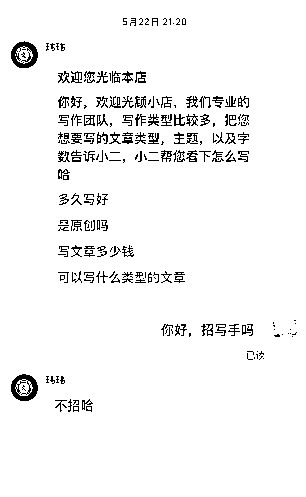 5月22日 21:20
玮玮
欢迎您光临本店
你好，欢迎光顾小店，我们专业的
写作团队，写作类型比较多，把您
想要写的文章类型，主题，以及字
数告诉小二，小二帮您看下怎么写
哈
多久写好
是原创吗
写文章多少钱
可以写什么类型的文章
你好，招写手吗
已读
玮玮
不招哈